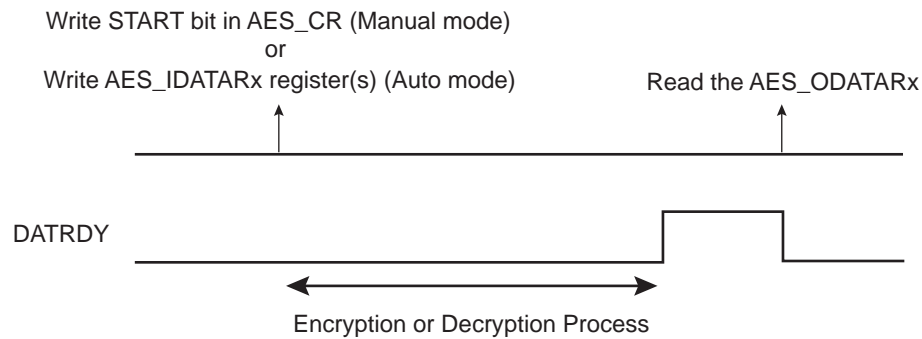 Write START bit in AES_CR (Manual mode)
or
Write AES_IDATARx register(s) (Auto mode)
Read the AES_ODATARx
DATRDY
Encryption or Decryption Process